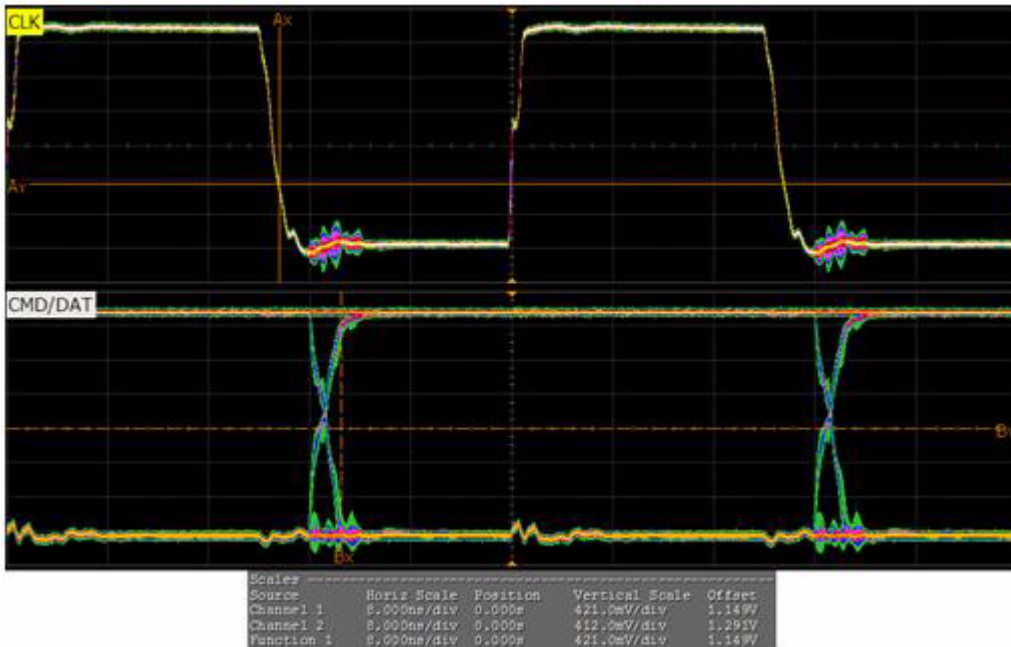 CLK
Ax
Ay
CMD/DAT
By
Bx
Scales
Source Horiz Scale Position Vertical Scale Offset
Channel 1 8.000ns/div 0.000s 421.0mV/div 1.149V
Channel 2 8.000ns/div 0.000s 412.0mV/div 1.291V
Function 1 8.000ns/div 0.000s 421.0mV/div 1.149V